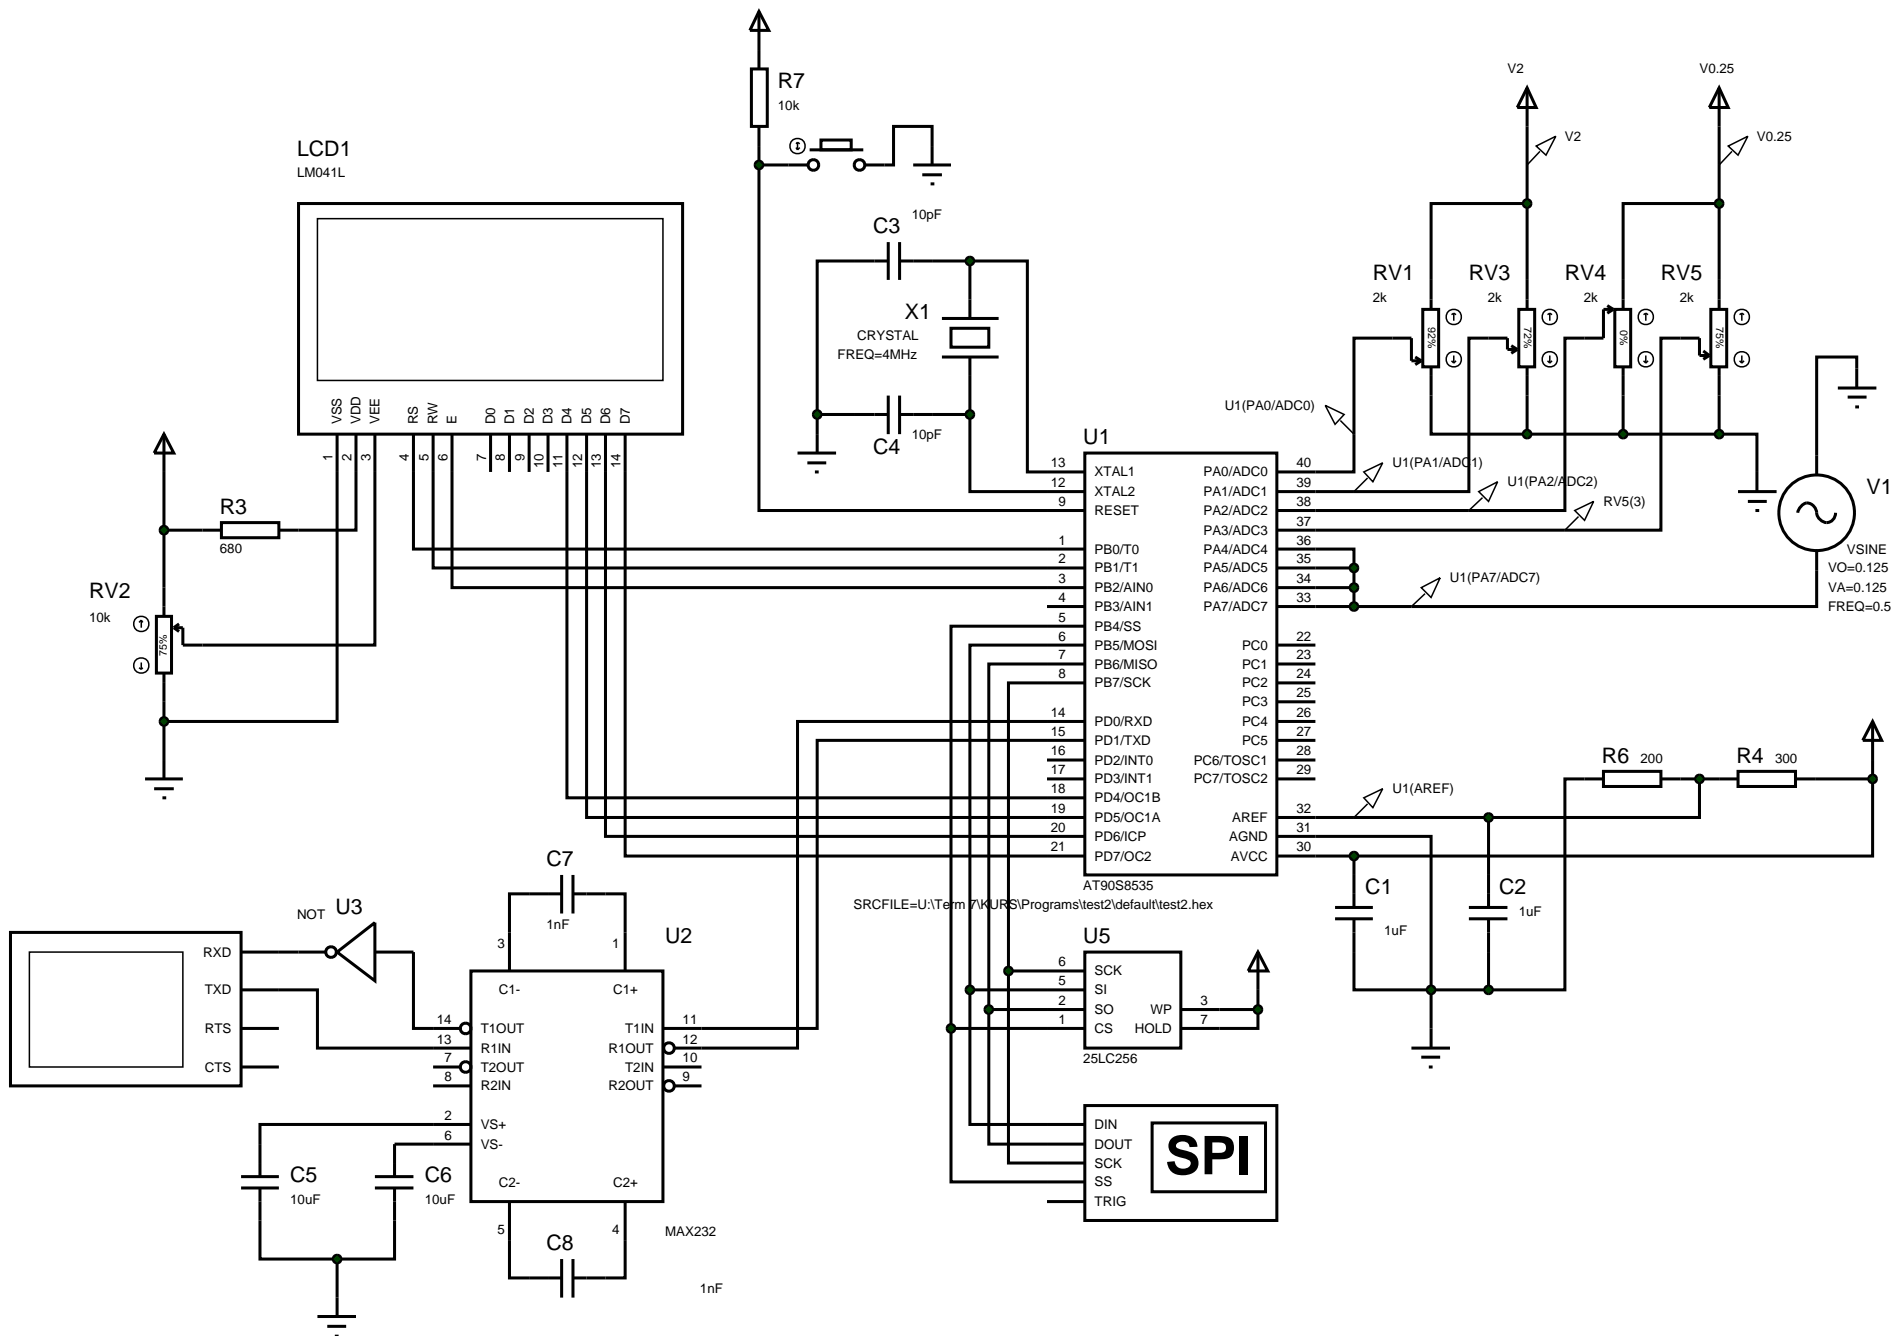 R7
10k
LCD1
LM041L
VSS
VDD
VEE
RS
RW
E
D0
D1
D2
D3
D4
D5
D6
D7
1
2
3
4
5
6
7
8
9
10
11
12
13
14
C3
10pF
X1
CRYSTAL
FREQ=4MHz
C4
10pF
V2
V2
V0.25
V0.25
RV1
2k
92%
RV3
2k
72%
RV4
2k
0%
RV5
2k
75%
U1(PA0/ADC0)
U1(PA1/ADC1)
U1(PA2/ADC2)
RV5(3)
U1(PA7/ADC7)
V1
VSINE
VO=0.125
VA=0.125
FREQ=0.5
R3
680
RV2
10k
75%
U1
13 XTAL1
12 XTAL2
9 RESET
1 PB0/T0
2 PB1/T1
3 PB2/AIN0
4 PB3/AIN1
5 PB4/SS
6 PB5/MOSI
7 PB6/MISO
8 PB7/SCK
14 PD0/RXD
15 PD1/TXD
16 PD2/INT0
17 PD3/INT1
18 PD4/OC1B
19 PD5/OC1A
20 PD6/ICP
21 PD7/OC2
PA0/ADC0 40
PA1/ADC1 39
PA2/ADC2 38
PA3/ADC3 37
PA4/ADC4 36
PA5/ADC5 35
PA6/ADC6 34
PA7/ADC7 33
PC0 22
PC1 23
PC2 24
PC3 25
PC4 26
PC5 27
PC6/TOSC1 28
PC7/TOSC2 29
AREF 32
AGND 31
AVCC 30
AT90S8535
SRCFILE=U:\Term 7\KURS\Programs\test2\default\test2.hex
U1(AREF)
R6 200
R4 300
C1
1uF
C2
1uF
C7
1nF
U3
NOT
RXD
TXD
RTS
CTS
U2
3
1
C1-
C1+
14 T1OUT
13 R1IN
7 T2OUT
8 R2IN
2 VS+
6 VS-
T1IN 11
R1OUT 12
T2IN 10
R2OUT 9
C2-
C2+
5
4
MAX232
C5
10uF
C6
10uF
C8
1nF
U5
6 SCK
5 SI
2 SO
1 CS
WP 3
HOLD 7
25LC256
DIN
DOUT
SCK
SS
TRIG
SPI